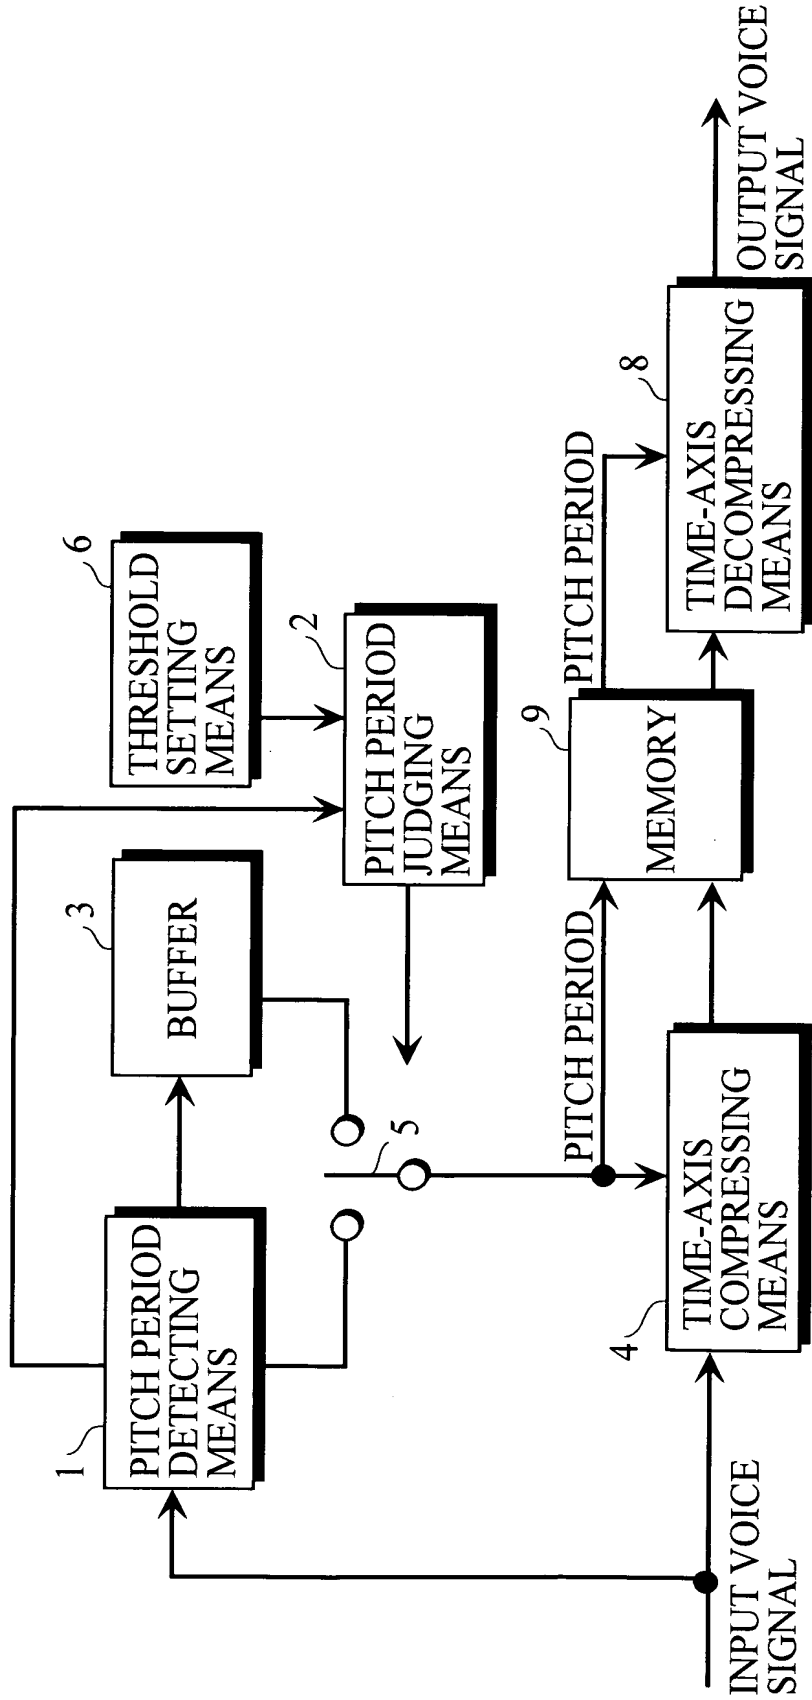 1
PITCH PERIOD
DETECTING
MEANS
3
BUFFER
6
THRESHOLD
SETTING
MEANS
2
PITCH PERIOD
JUDGING
MEANS
5
INPUT VOICE
SIGNAL
4
TIME-AXIS
COMPRESSING
MEANS
PITCH PERIOD
9
MEMORY
PITCH PERIOD
8
TIME-AXIS
DECOMPRESSING
MEANS
OUTPUT VOICE
SIGNAL